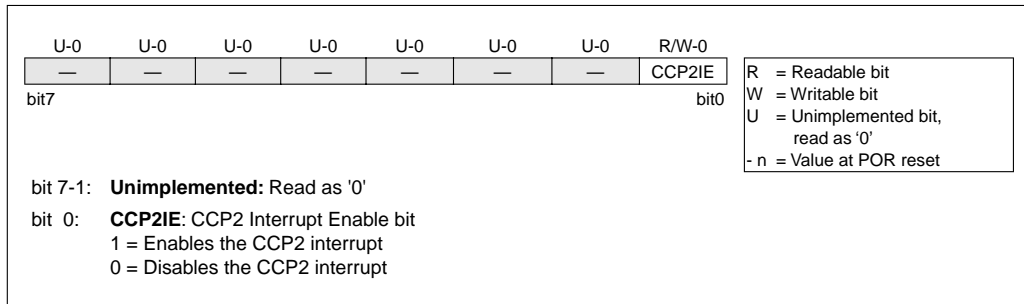 U-0 U-0 U-0 U-0 U-0 U-0 U-0 R/W-0
— — — — — — — CCP2IE
bit7 bit0
R = Readable bit
W = Writable bit
U = Unimplemented bit,
read as ‘0’
- n = Value at POR reset
bit 7-1: Unimplemented: Read as '0'
bit 0: CCP2IE: CCP2 Interrupt Enable bit
1 = Enables the CCP2 interrupt
0 = Disables the CCP2 interrupt